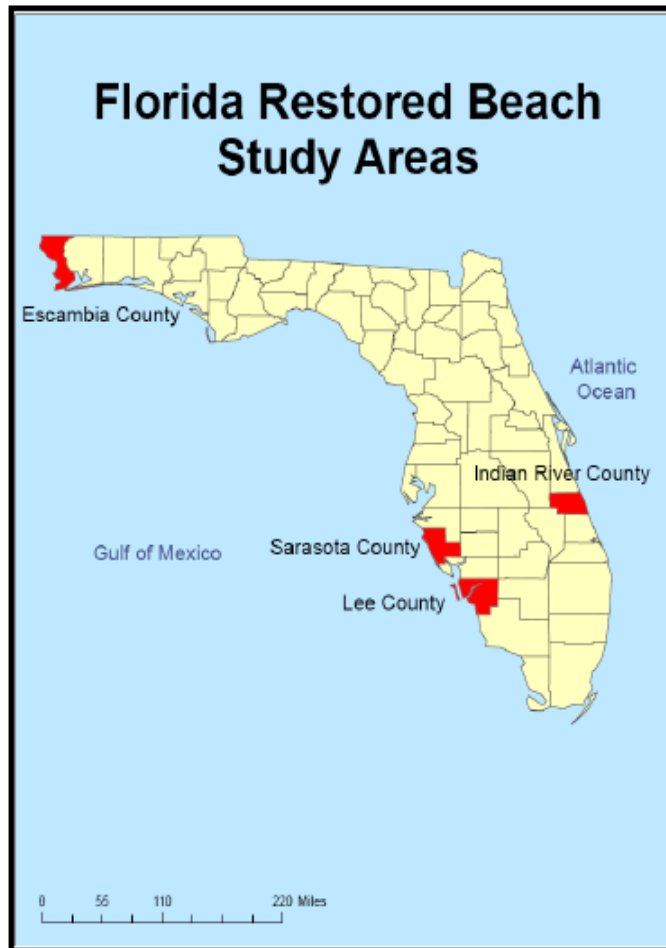 Florida Restored Beach
Study Areas
Escambia County
Atlantic
Ocean
Indian River County
Gulf of Mexico
Sarasota County
Lee County
0 55 110 220 Miles